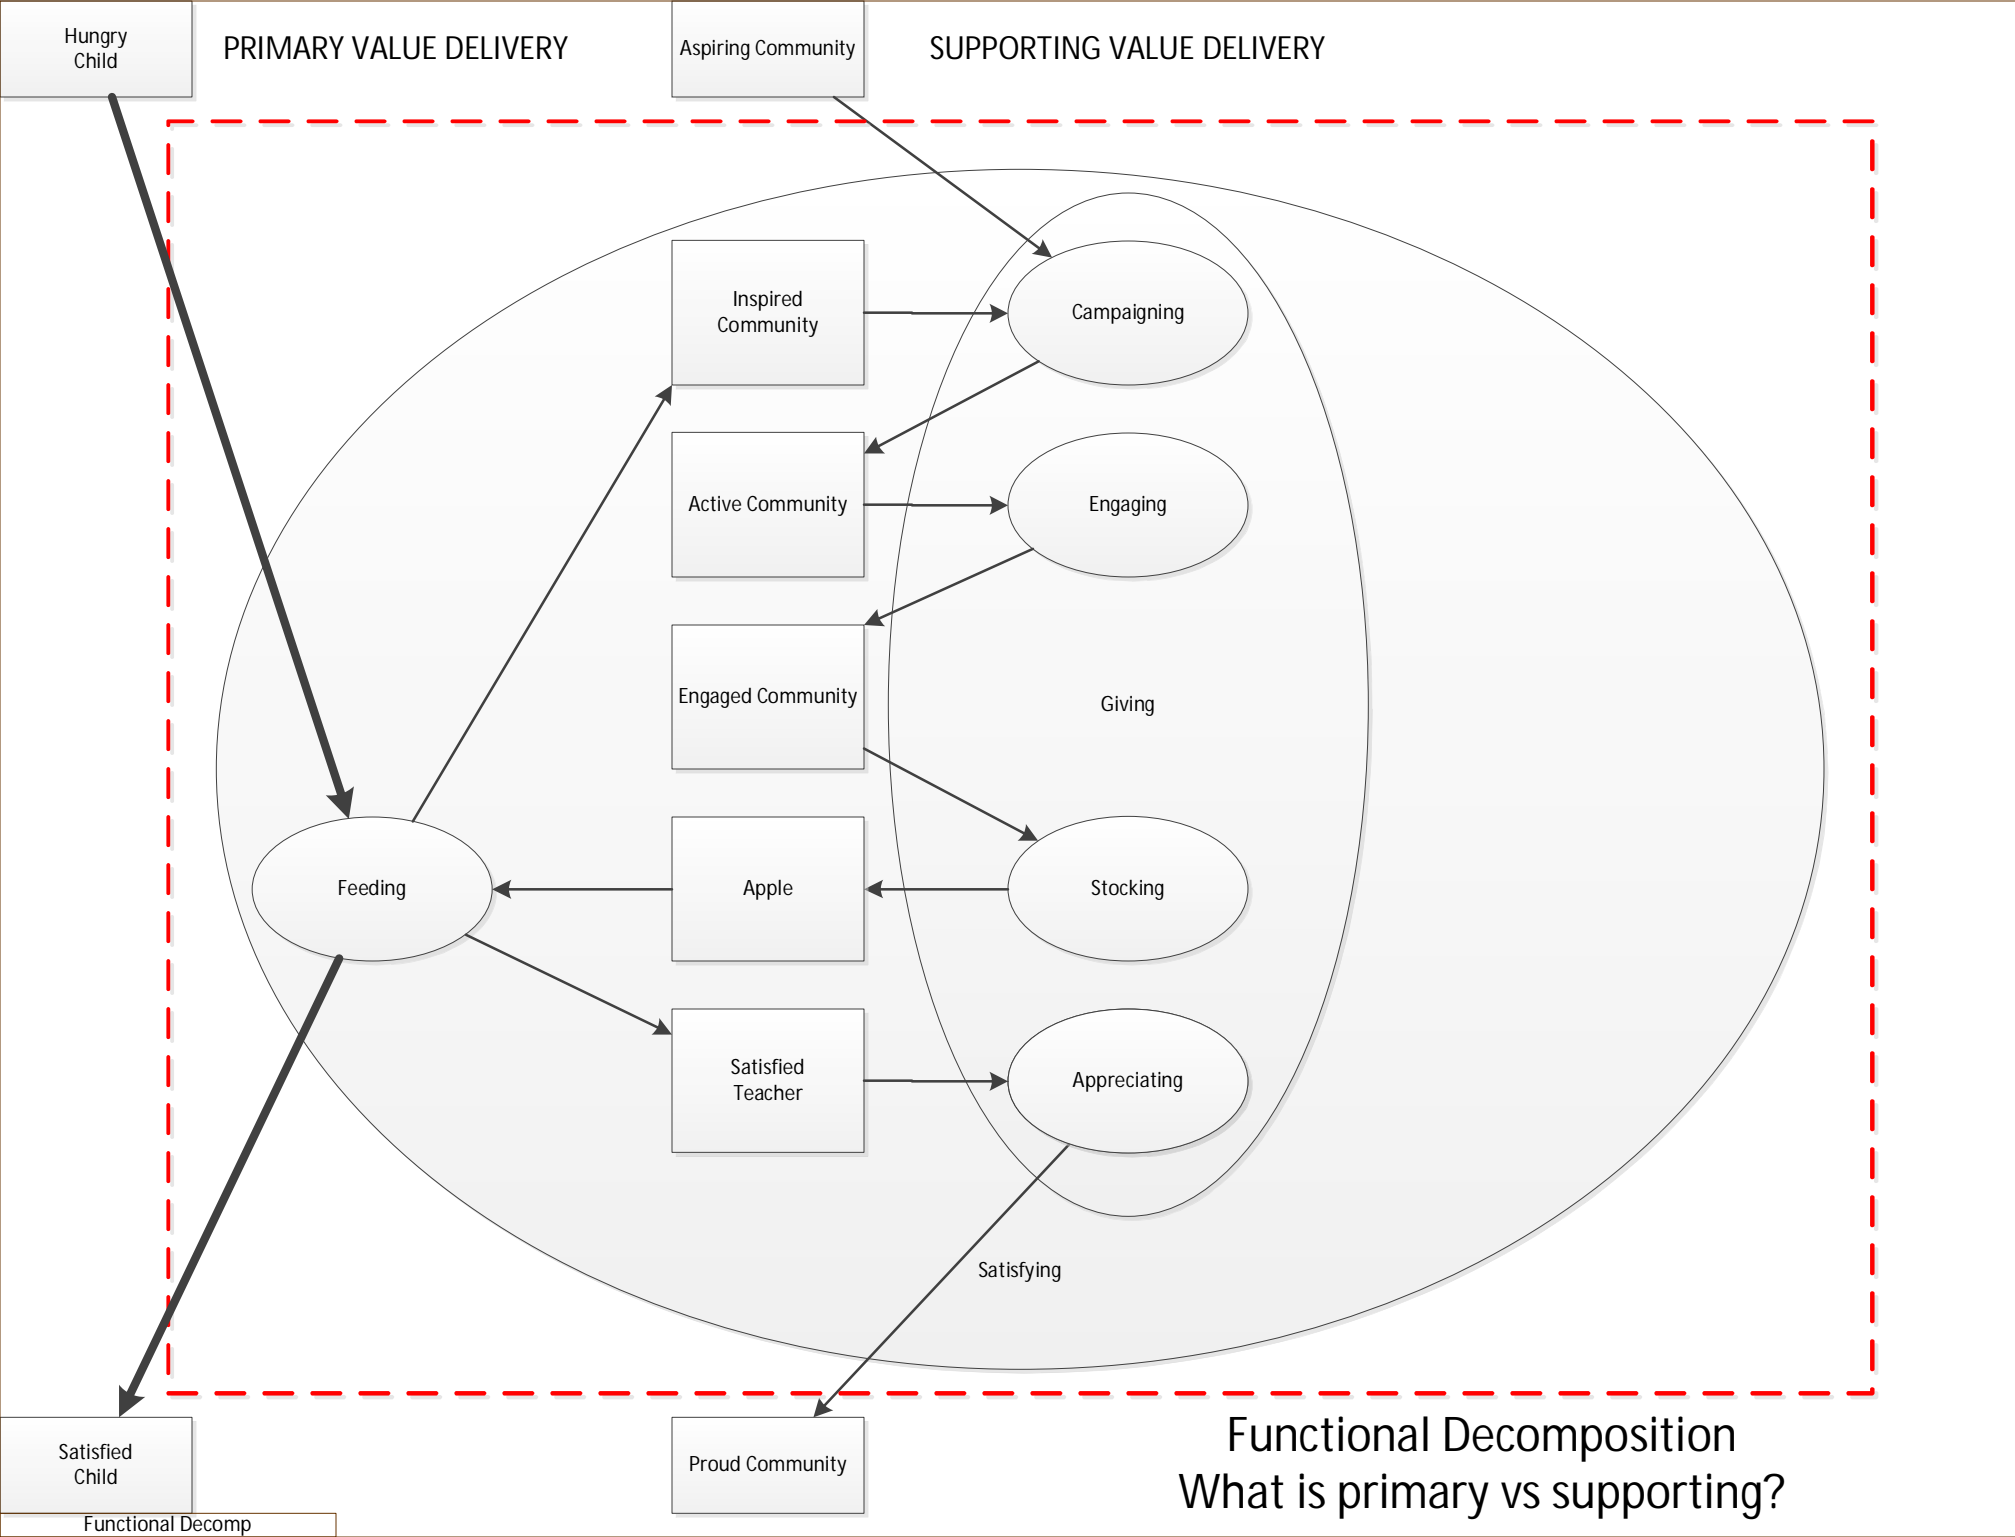 Hungry
Child
PRIMARY VALUE DELIVERY
Aspiring Community
SUPPORTING VALUE DELIVERY
Inspired
Community
Campaigning
Active Community
Engaging
Engaged Community
Giving
Feeding
Apple
Stocking
Satisfied
Teacher
Appreciating
Satisfying
Satisfied
Child
Proud Community
Functional Decomposition
What is primary vs supporting?
Functional Decomp